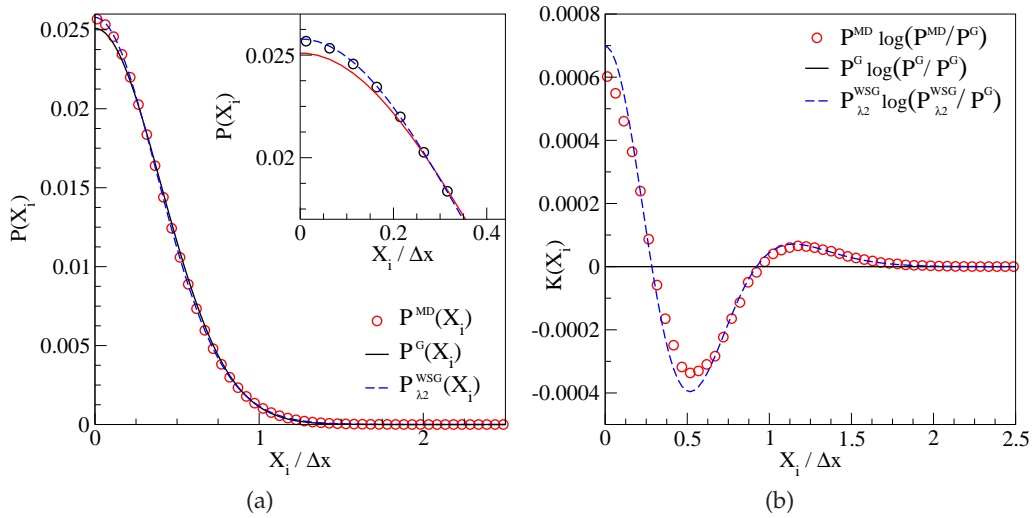 0.025
0.02
0.015
0.01
0.005
0
P(X_i)
0
1
2
X_i / Δx
0.025
0.02
P(X_i)
0
0.2
0.4
X_i / Δx
P^MD(X_i)
P^G(X_i)
P_λ2^WSG(X_i)
(a)
0.0008
0.0006
0.0004
0.0002
0
-0.0002
-0.0004
K(X_i)
0
0.5
1
1.5
2
2.5
X_i / Δx
P^MD log(P^MD/P^G)
P^G log(P^G/ P^G)
P_λ2^WSG log(P_λ2^WSG/ P^G)
(b)